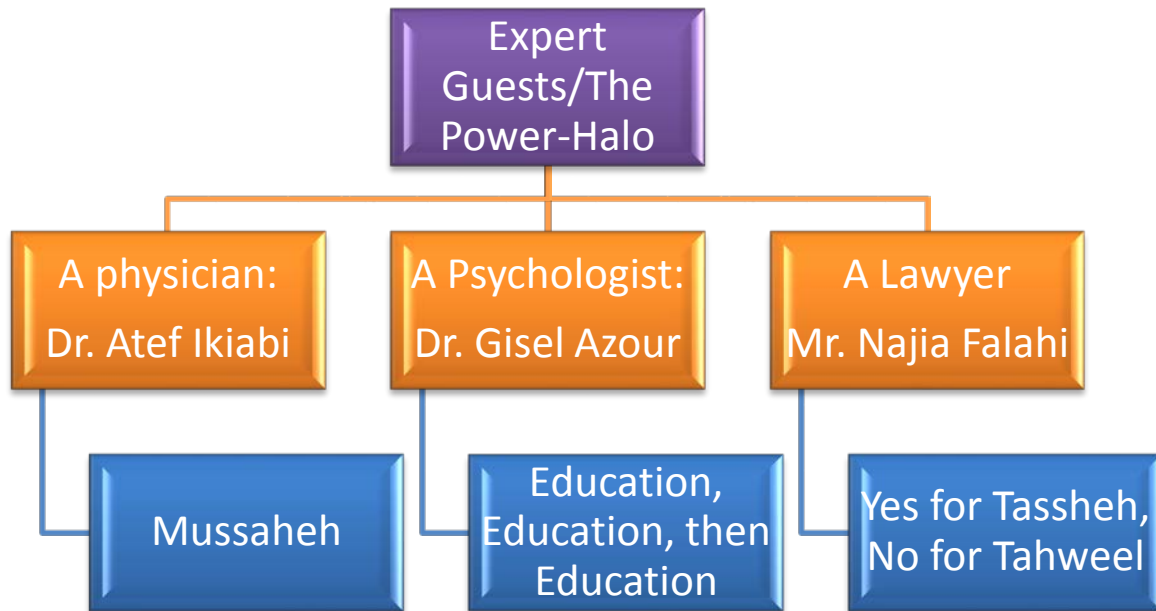 Expert
Guests/The
Power-Halo
A physician:
Dr. Atef Ikiabi
A Psychologist:
Dr. Gisel Azour
A Lawyer
Mr. Najia Falahi
Mussaheh
Education,
Education, then
Education
Yes for Tassheh,
No for Tahweel